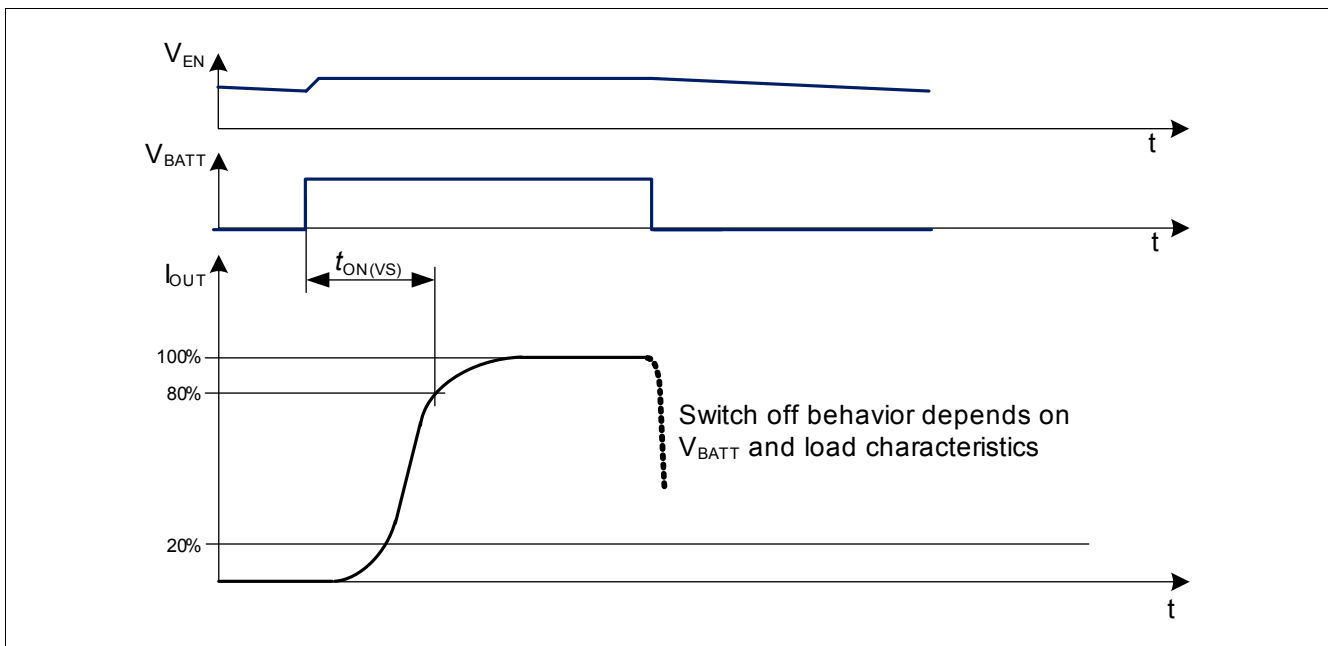 VEN
t
VBATT
t
tON(VS)
IOUT
100%
80%
Switch off behavior depends on
VBATT and load characteristics
20%
t